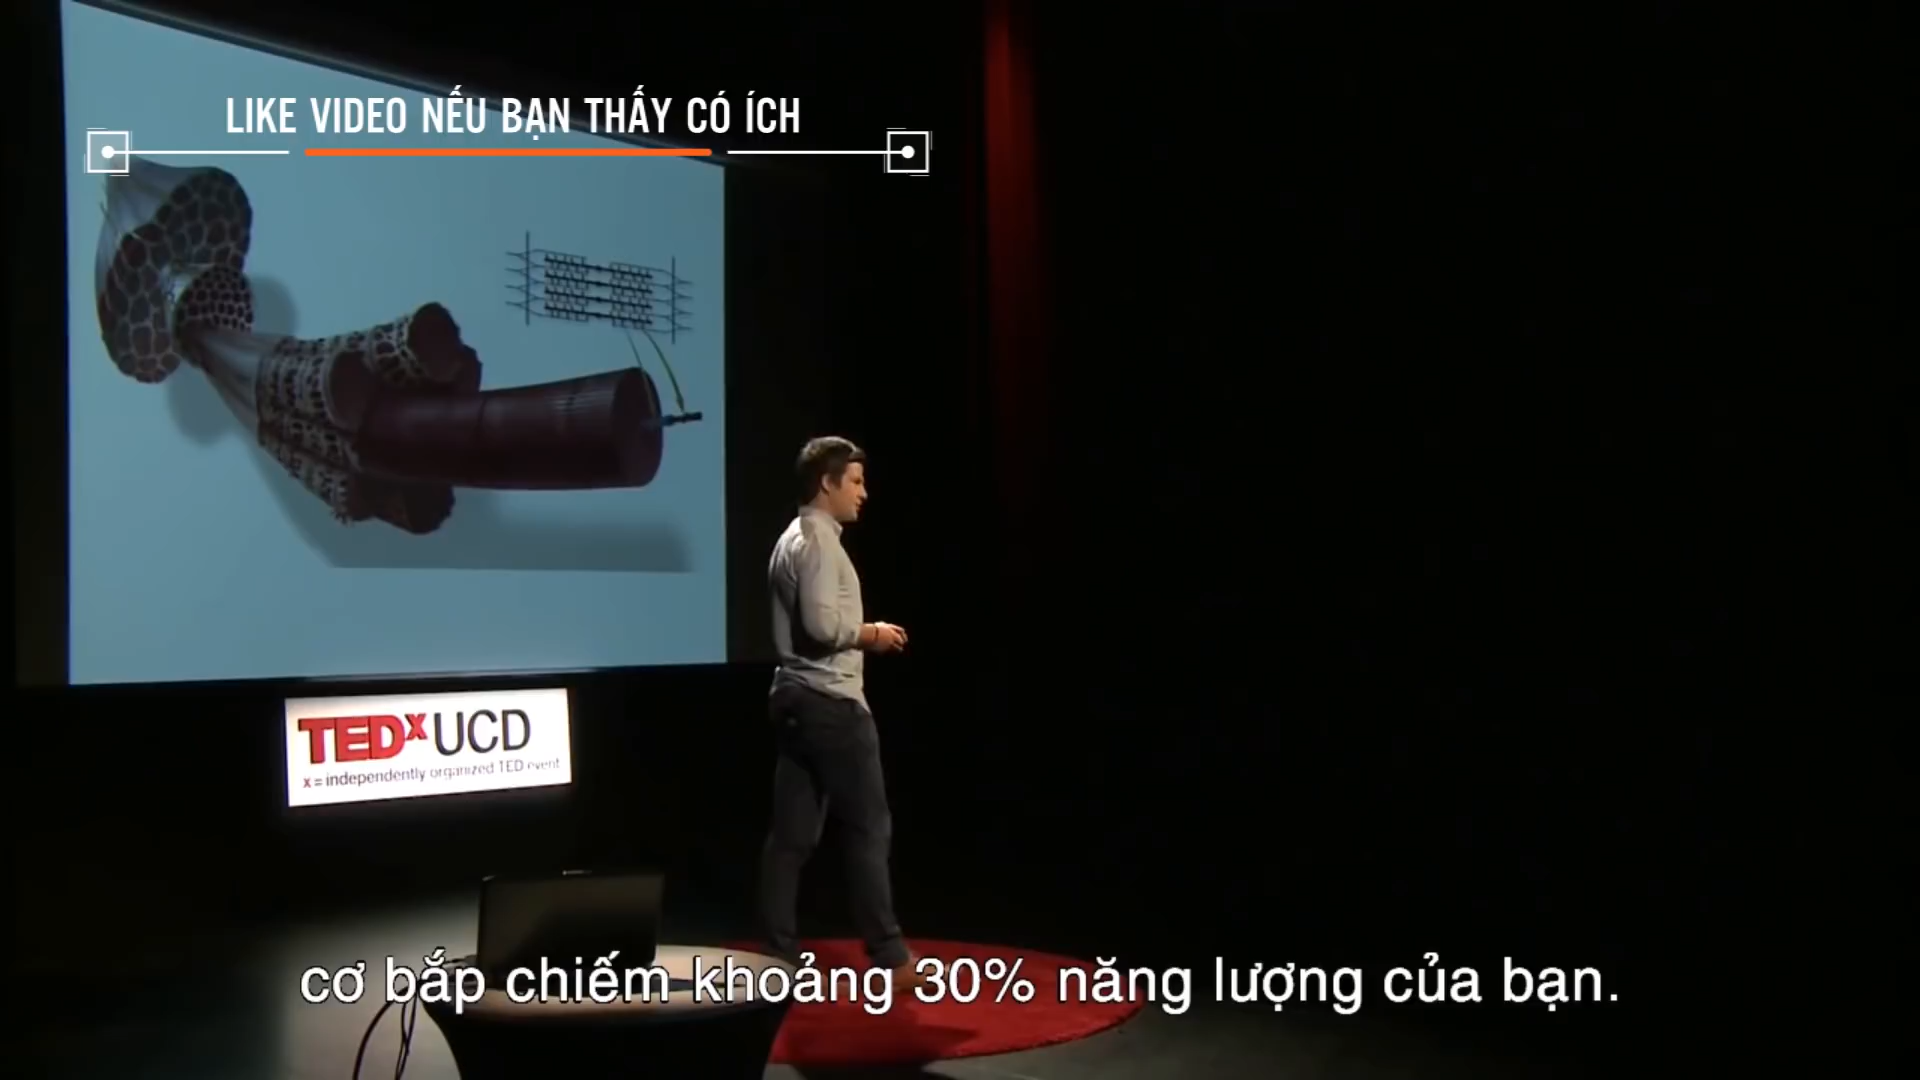 LIKE VIDEO NẾU BẠN THẤY CÓ ÍCH
TEDx UCD
x = independently organized TED event
cơ bắp chiếm khoảng 30% năng lượng của bạn.